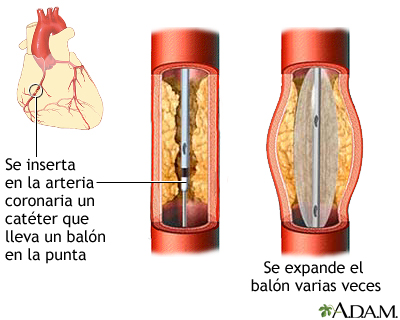 Se inserta
en la arteria
coronaria un
catéter que
lleva un balón
en la punta
Se expande el
balón varias veces
ADAM.